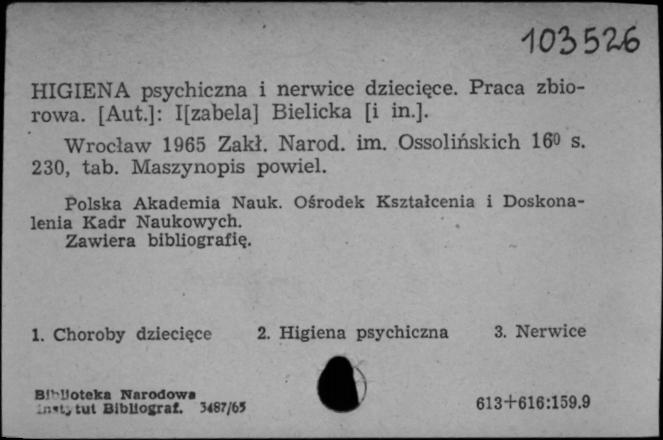 103526
HIGIENA psychiczna i nerwice dziecięce. Praca zbio-
rowa. [Aut.]: I[zabela] Bielicka [i in.].
Wrocław 1965 Zakł. Narod. im. Ossolińskich 16⁰ s.
230, tab. Maszynopis powiel.
Polska Akademia Nauk. Ośrodek Kształcenia i Doskona-
lenia Kadr Naukowych.
Zawiera bibliografię.
1. Choroby dziecięce 2. Higiena psychiczna 3. Nerwice
Biblioteka Narodowa
Instytut Bibliograf. 3487/65 613+616:159.9